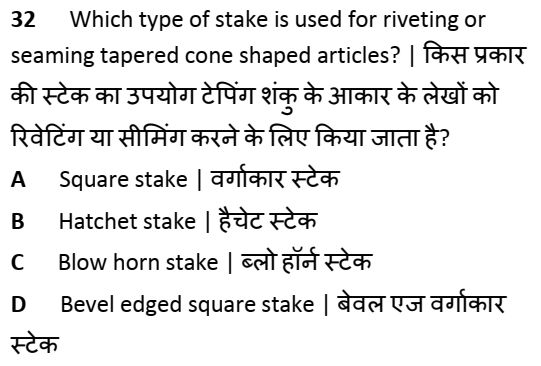 32 Which type of stake is used for riveting or
seaming tapered cone shaped articles? | किस प्रकार
की स्टेक का उपयोग टेपिंग शंकु के आकार के लेखों को
रिवेटिंग या सीमिंग करने के लिए किया जाता है?
A Square stake | वर्गाकार स्टेक
B Hatchet stake | हैचेट स्टेक
C Blow horn stake | ब्लो हॉर्न स्टेक
D Bevel edged square stake | बेवल एज वर्गाकार
स्टेक